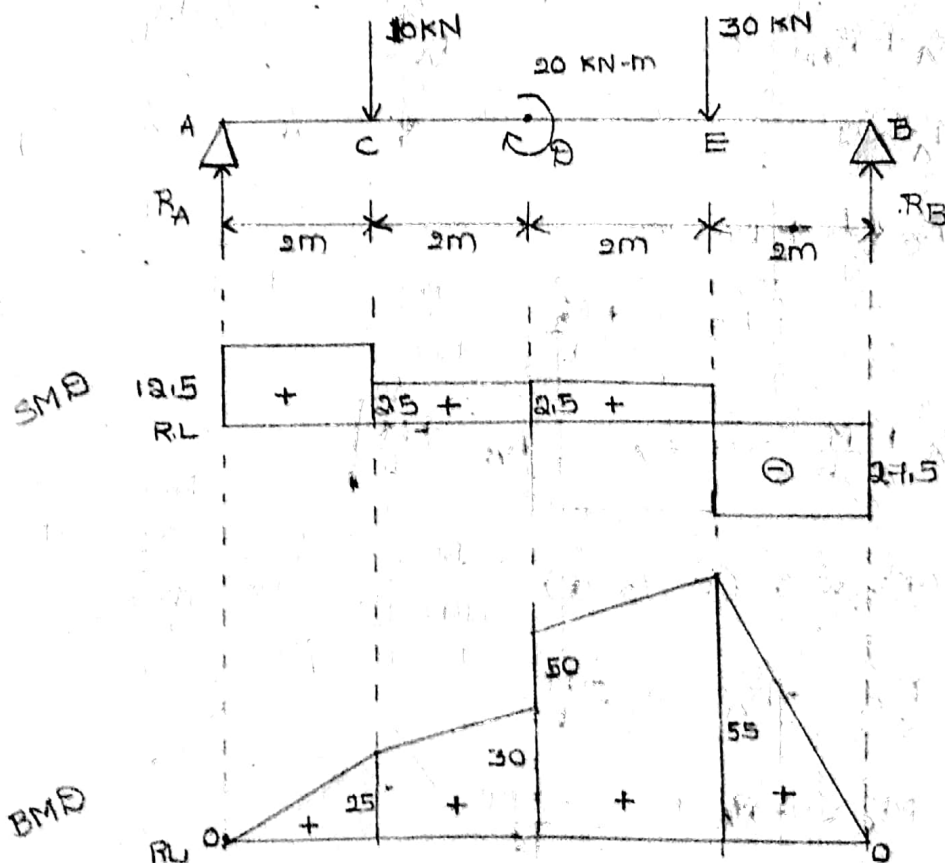 10KN 30 KN
20 KN-m
A C D E B
RA RB
2m 2m 2m 2m
SMD
12.5 + 2.5 + 2.5 +
R.L
⊖ 27.5
50
30 55
BMD
25 + + +
0 +
RL 0